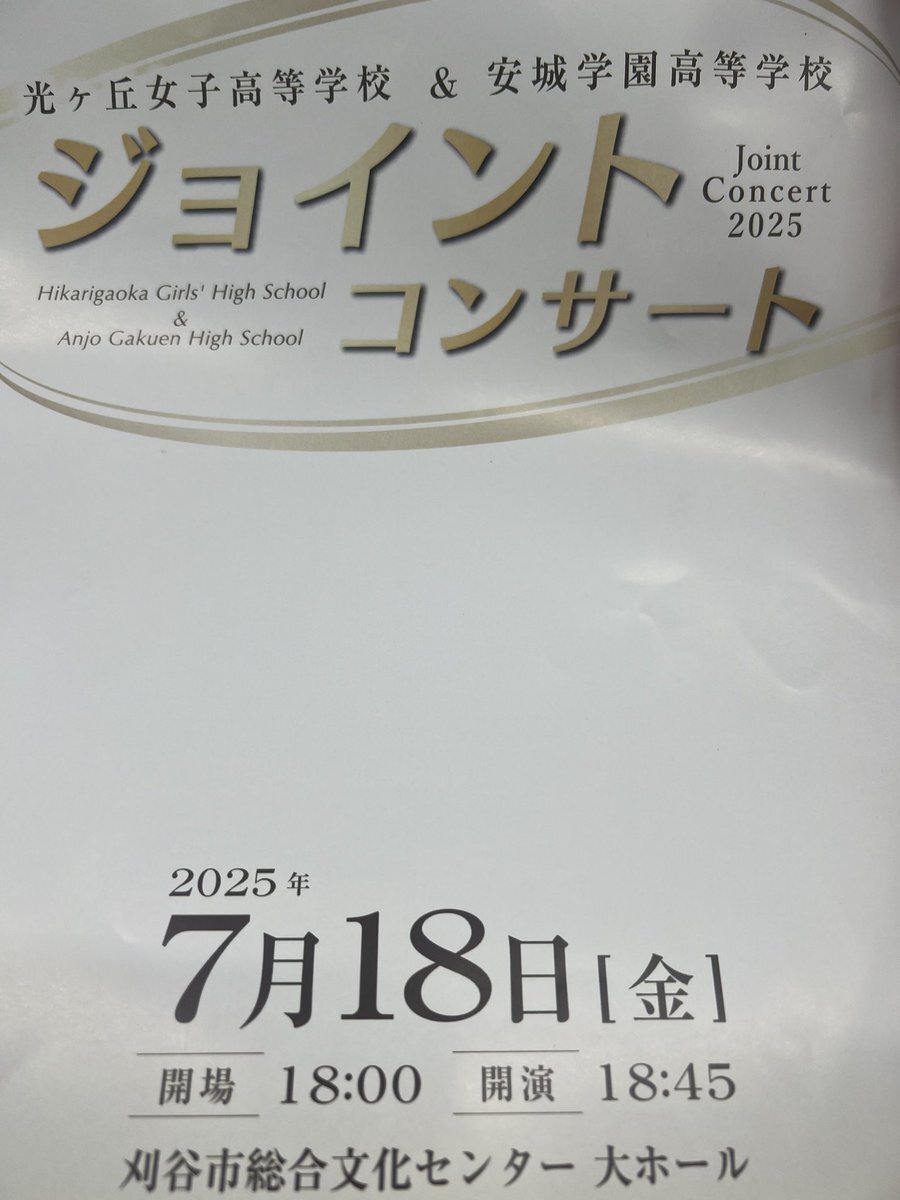 光ヶ丘女子高等学校 & 安城学園高等学校
ジョイント
Joint
Concert
2025
Hikarigaoka Girls' High School
&
Anjo Gakuen High School
コンサート
2025年
7月18日[金]
開場 18:00 開演 18:45
刈谷市総合文化センター 大ホール